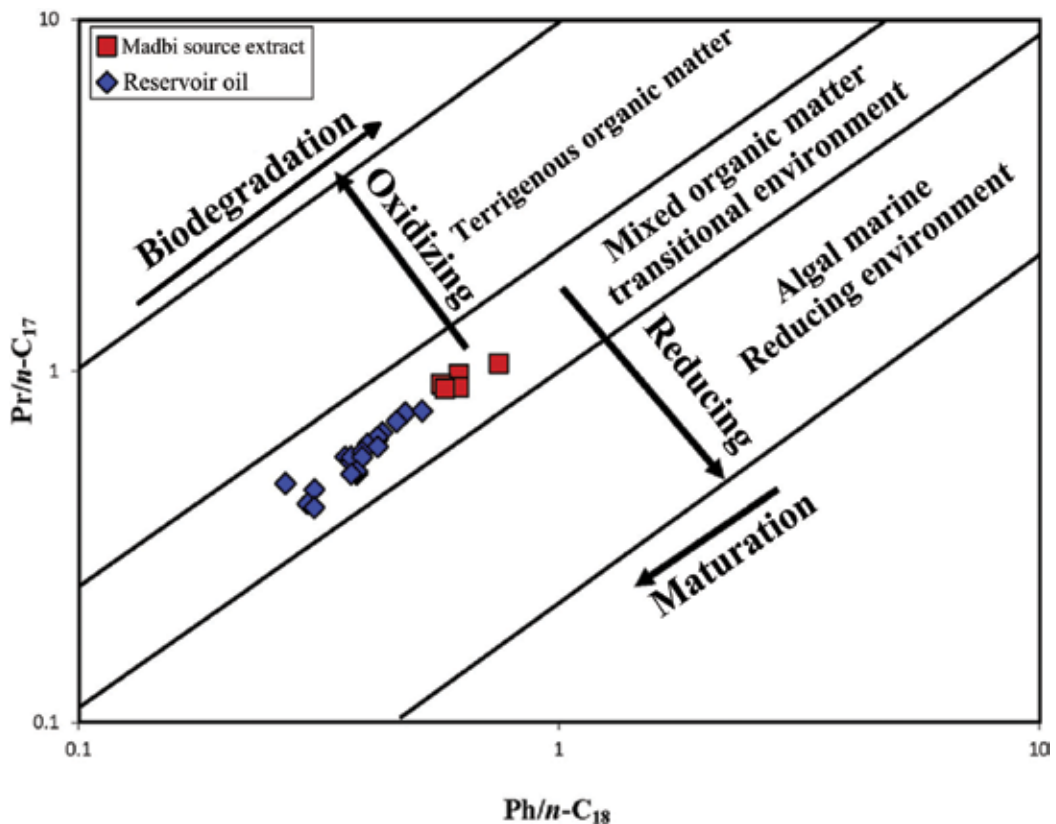 10
Madbi source extract
Reservoir oil
Biodegradation
Oxidizing
Terrigenous organic matter
Mixed organic matter
transitional environment
Algal marine
Reducing environment
Reducing
Maturation
Pr/n-C₁₇
1
0.1
0.1
1
10
Ph/n-C₁₈